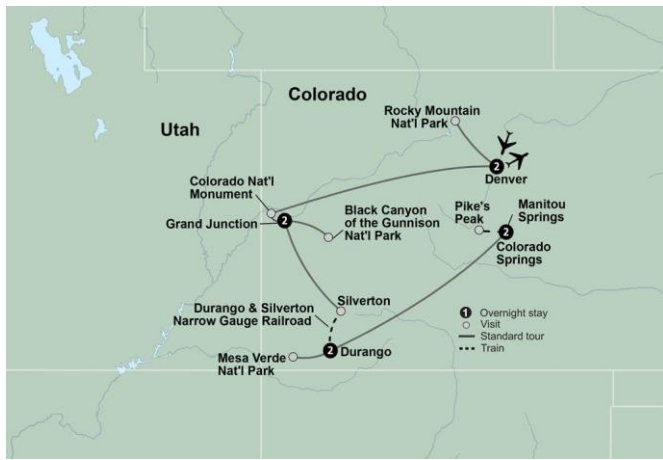 Colorado
Utah
Rocky Mountain
Nat'l Park
2
Denver
Colorado Nat'l
Monument
Grand Junction
2
Black Canyon
of the Gunnison
Nat'l Park
Pike's
Peak
Manitou
Springs
2
Colorado
Springs
Durango & Silverton
Narrow Gauge Railroad
Silverton
2
Durango
Mesa Verde
Nat'l Park
1 Overnight stay
Visit
Standard tour
Train